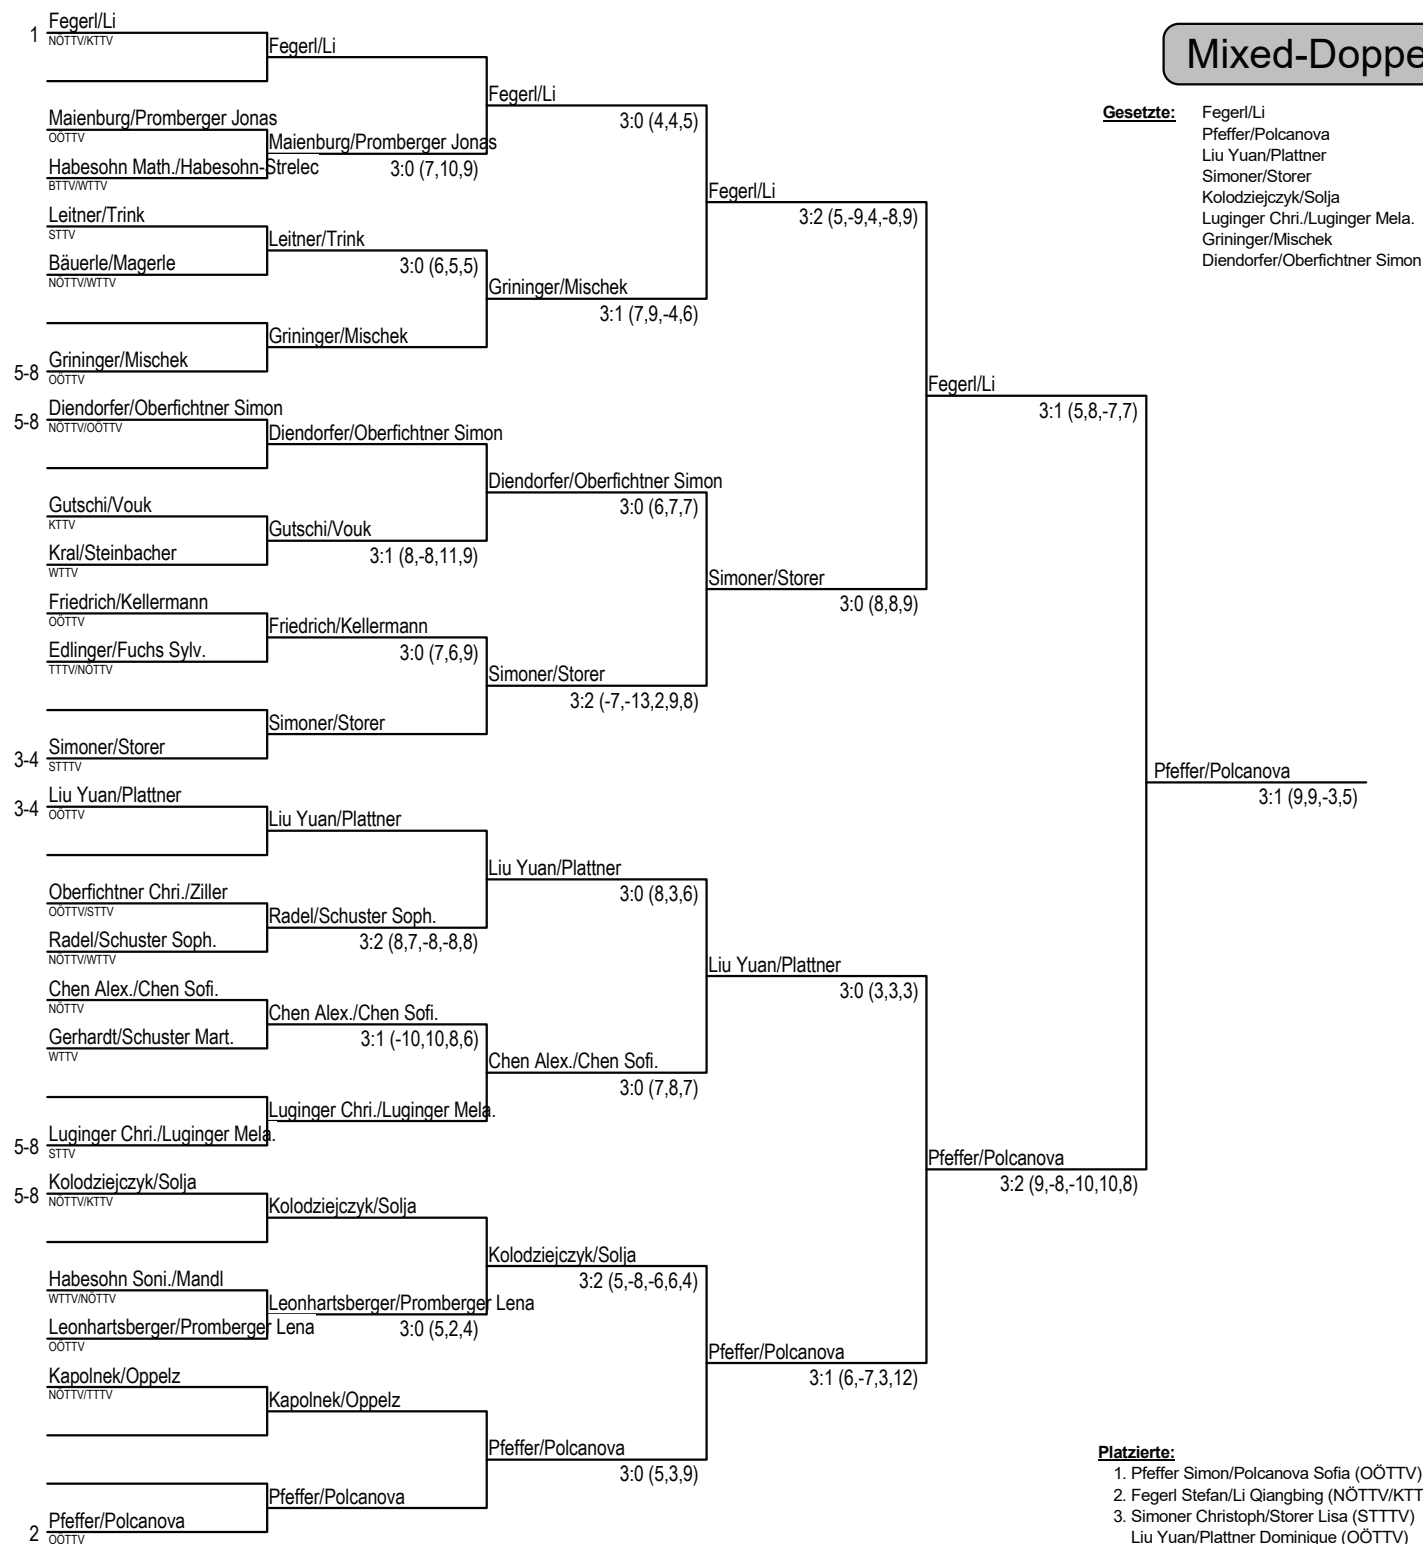 Mixed-Doppe
Gesetzte: Fegerl/Li
Pfeffer/Polcanova
Liu Yuan/Plattner
Simoner/Storer
Kolodziejczyk/Solja
Luginger Chri./Luginger Mela.
Grininger/Mischek
Diendorfer/Oberfichtner Simon
1 Fegerl/Li
NÖTTV/KTTV
Maienburg/Promberger Jonas
OÖTTV
Habesohn Math./Habesohn-Strelec
BTTV/WTTV
Leitner/Trink
STTV
Bäuerle/Magerle
NÖTTV/WTTV
5-8 Grininger/Mischek
OÖTTV
5-8 Diendorfer/Oberfichtner Simon
NÖTTV/OÖTTV
Gutschi/Vouk
KTTV
Kral/Steinbacher
WTTV
Friedrich/Kellermann
OÖTTV
Edlinger/Fuchs Sylv.
TTTV/NÖTTV
3-4 Simoner/Storer
STTTV
3-4 Liu Yuan/Plattner
OÖTTV
Oberfichtner Chri./Ziller
OÖTTV/STTV
Radel/Schuster Soph.
NÖTTV/WTTV
Chen Alex./Chen Sofi.
NÖTTV
Gerhardt/Schuster Mart.
WTTV
5-8 Luginger Chri./Luginger Mela.
STTV
5-8 Kolodziejczyk/Solja
NÖTTV/KTTV
Habesohn Soni./Mandl
WTTV/NÖTTV
Leonhartsberger/Promberger Lena
OÖTTV
Kapolnek/Oppelz
NÖTTV/TTTV
2 Pfeffer/Polcanova
OÖTTV
Fegerl/Li
Maienburg/Promberger Jonas
3:0 (7,10,9)
Leitner/Trink
3:0 (6,5,5)
Grininger/Mischek
Diendorfer/Oberfichtner Simon
Gutschi/Vouk
3:1 (8,-8,11,9)
Friedrich/Kellermann
3:0 (7,6,9)
Simoner/Storer
Liu Yuan/Plattner
Radel/Schuster Soph.
3:2 (8,7,-8,-8,8)
Chen Alex./Chen Sofi.
3:1 (-10,10,8,6)
Luginger Chri./Luginger Mela.
Kolodziejczyk/Solja
Leonhartsberger/Promberger Lena
3:0 (5,2,4)
Kapolnek/Oppelz
Pfeffer/Polcanova
Fegerl/Li
3:0 (4,4,5)
Grininger/Mischek
3:1 (7,9,-4,6)
Diendorfer/Oberfichtner Simon
3:0 (6,7,7)
Simoner/Storer
3:2 (-7,-13,2,9,8)
Liu Yuan/Plattner
3:0 (8,3,6)
Chen Alex./Chen Sofi.
3:0 (7,8,7)
Kolodziejczyk/Solja
3:2 (5,-8,-6,6,4)
Pfeffer/Polcanova
3:0 (5,3,9)
Fegerl/Li
3:2 (5,-9,4,-8,9)
Simoner/Storer
3:0 (8,8,9)
Liu Yuan/Plattner
3:0 (3,3,3)
Pfeffer/Polcanova
3:1 (6,-7,3,12)
Fegerl/Li
3:1 (5,8,-7,7)
Pfeffer/Polcanova
3:2 (9,-8,-10,10,8)
Pfeffer/Polcanova
3:1 (9,9,-3,5)
Platzierte:
1. Pfeffer Simon/Polcanova Sofia (OÖTTV)
2. Fegerl Stefan/Li Qiangbing (NÖTTV/KTT
3. Simoner Christoph/Storer Lisa (STTTV)
Liu Yuan/Plattner Dominique (OÖTTV)